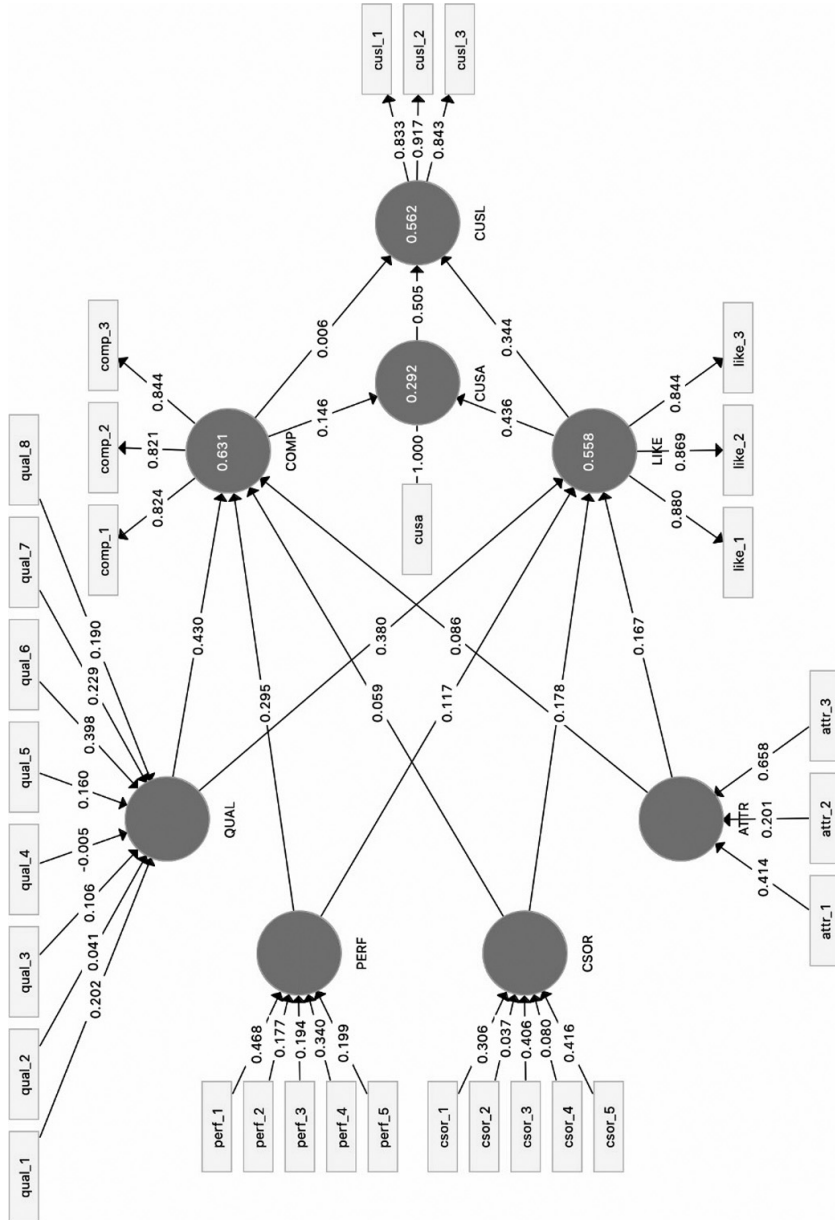 qual_1
qual_2
qual_3
qual_4
qual_5
qual_6
qual_7
qual_8
0.202
0.041
0.106
-0.005
0.160
0.398
0.229
0.190
QUAL
perf_1
perf_2
perf_3
perf_4
perf_5
0.468
0.177
0.194
0.340
0.199
PERF
csor_1
csor_2
csor_3
csor_4
csor_5
0.306
0.037
0.406
0.080
0.416
CSOR
attr_1
attr_2
attr_3
0.414
0.201
0.658
ATTR
0.430
0.380
0.295
0.117
0.059
0.178
0.086
0.167
comp_1
comp_2
comp_3
0.824
0.821
0.844
0.631
COMP
like_1
like_2
like_3
0.880
0.869
0.844
0.558
LIKE
cusa
1.000
0.292
CUSA
0.146
0.436
0.006
0.505
0.344
0.562
CUSL
0.833
0.917
0.843
cusl_1
cusl_2
cusl_3